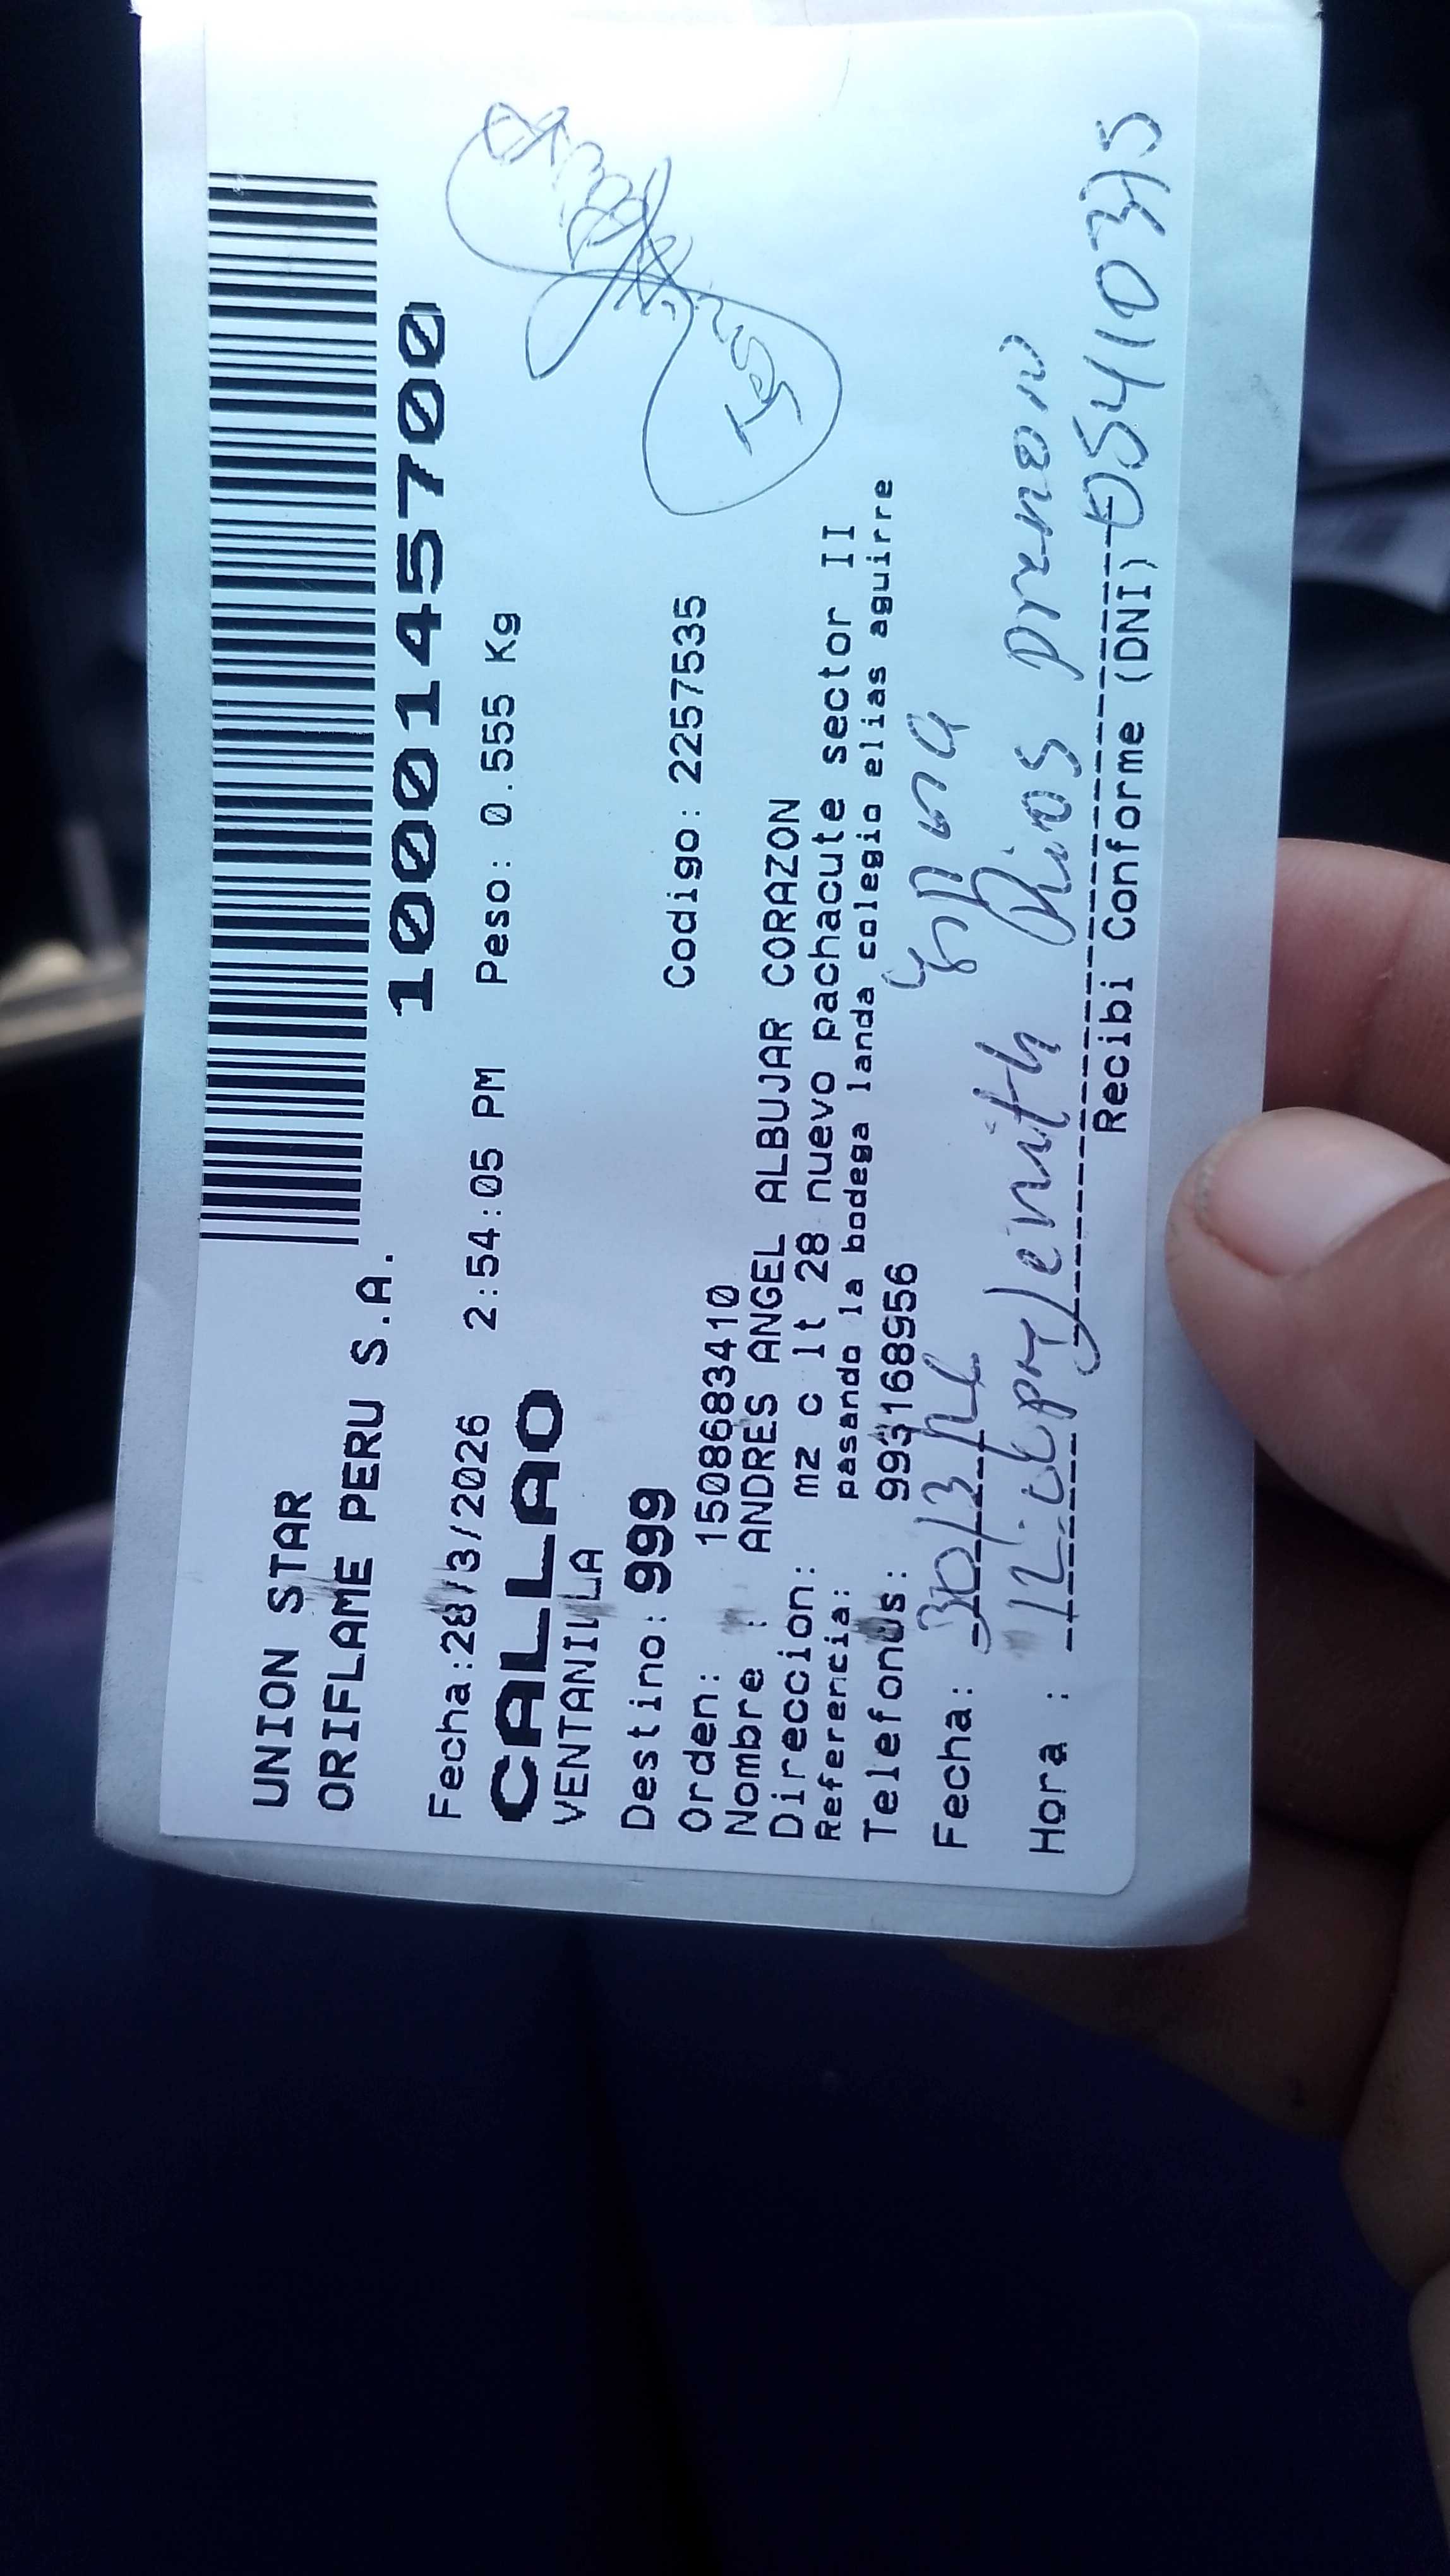 UNION STAR
ORIFLAME PERU S.A.
1000145700
Fecha:28/3/2026 2:54:05 PM Peso: 0.555 Kg
CALLAO
VENTANILLA
Destino: 999
Codigo: 2257535
Orden: 1508683410
Nombre : ANDRES ANGEL ALBUJAR CORAZON
Direccion: mz c lt 28 nuevo pachacute sector II
Referencia: pasando la bodega landa colegio elias aguirre
Telefonos: 993168956
Fecha: 30/3/
Hora : 12: pm
Recibi Conforme (DNI)